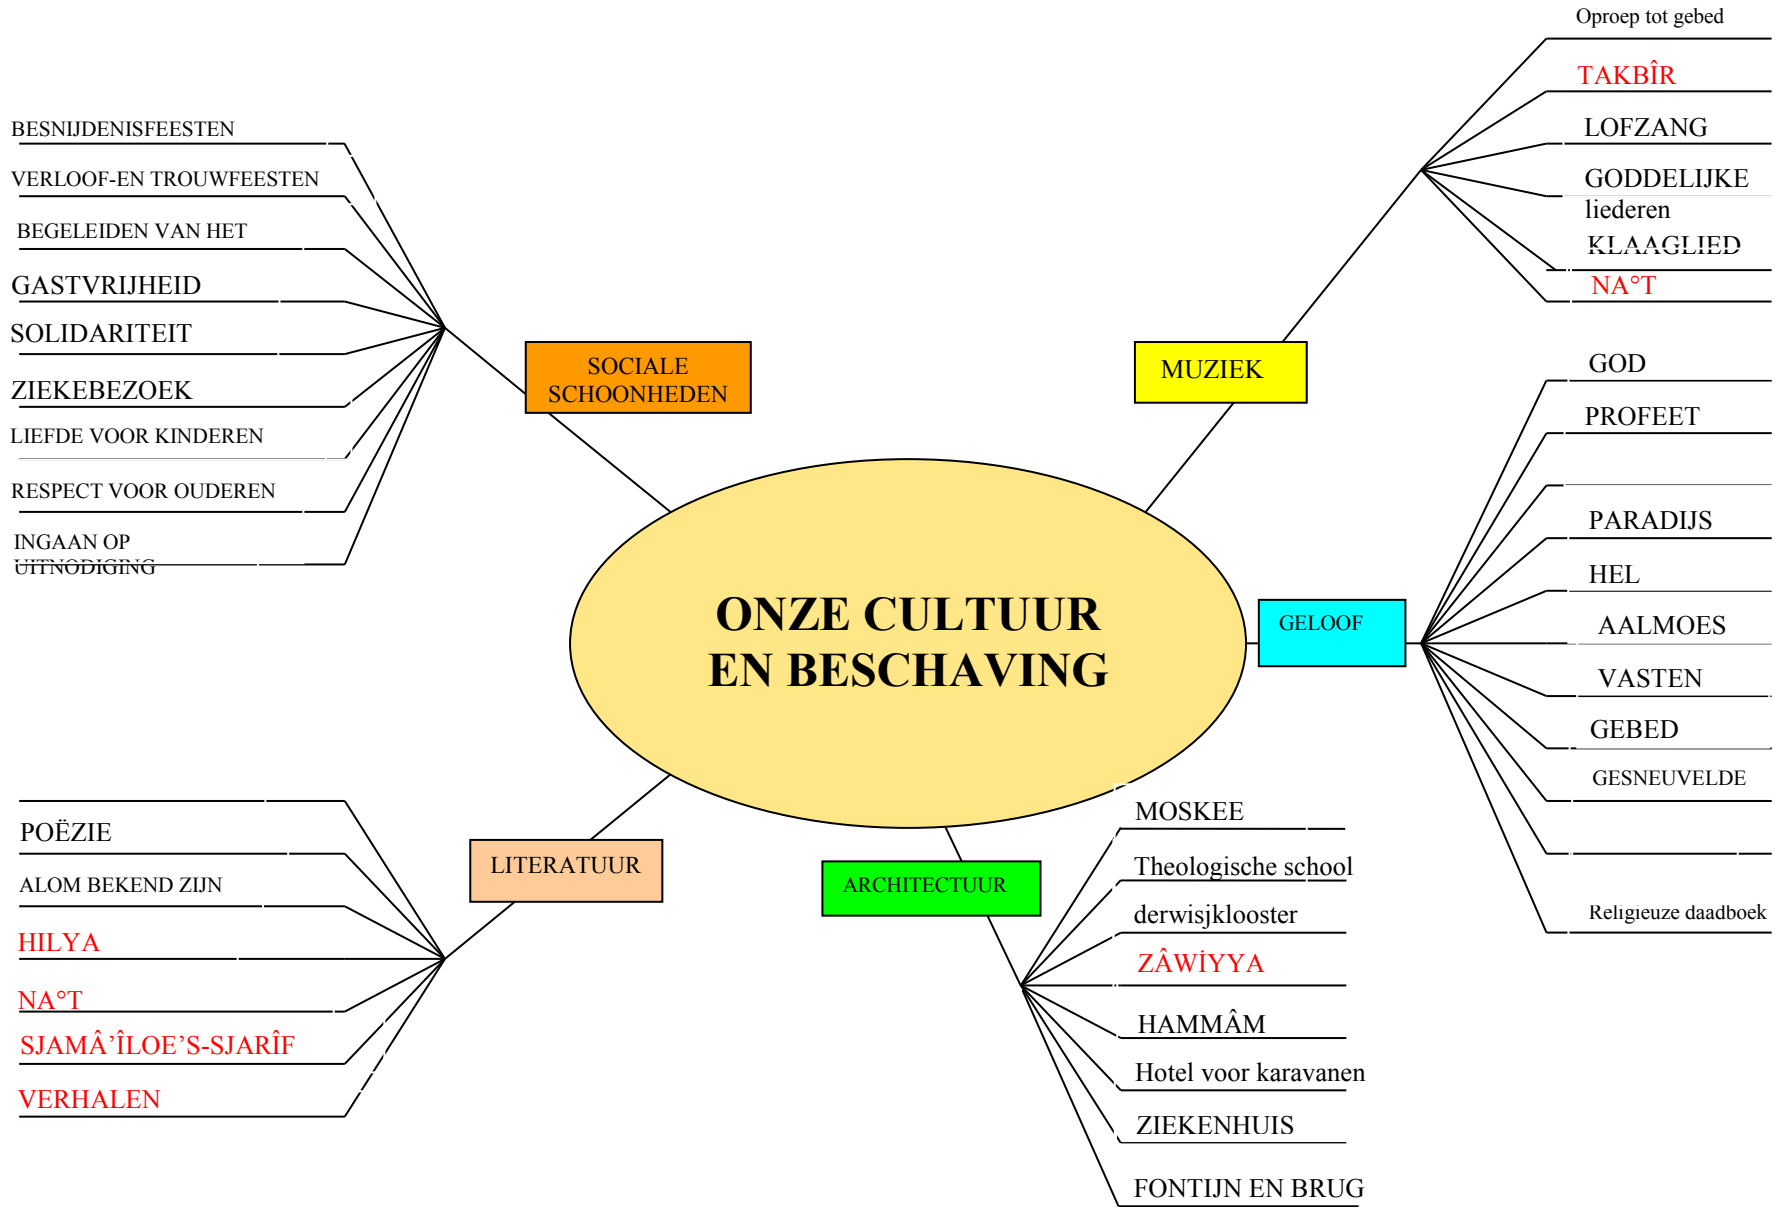 BESNIJDENISFEESTEN
VERLOOF-EN TROUWFEESTEN
BEGELEIDEN VAN HET
GASTVRIJHEID
SOLIDARITEIT
ZIEKEBEZOEK
LIEFDE VOOR KINDEREN
RESPECT VOOR OUDEREN
INGAAN OP
UITNODIGING
SOCIALE
SCHOONHEDEN
Oproep tot gebed
TAKBÎR
LOFZANG
GODDELIJKE
liederen
KLAAGLIED
NA°T
MUZIEK
GOD
PROFEET
PARADIJS
HEL
AALMOES
VASTEN
GEBED
GESNEUVELDE
Religieuze daadboek
GELOOF
ONZE CULTUUR
EN BESCHAVING
POËZIE
ALOM BEKEND ZIJN
HILYA
NA°T
SJAMÂ’ÎLOE’S-SJARÎF
VERHALEN
LITERATUUR
ARCHITECTUUR
MOSKEE
Theologische school
derwisjklooster
ZÂWİYYA
HAMMÂM
Hotel voor karavanen
ZIEKENHUIS
FONTIJN EN BRUG